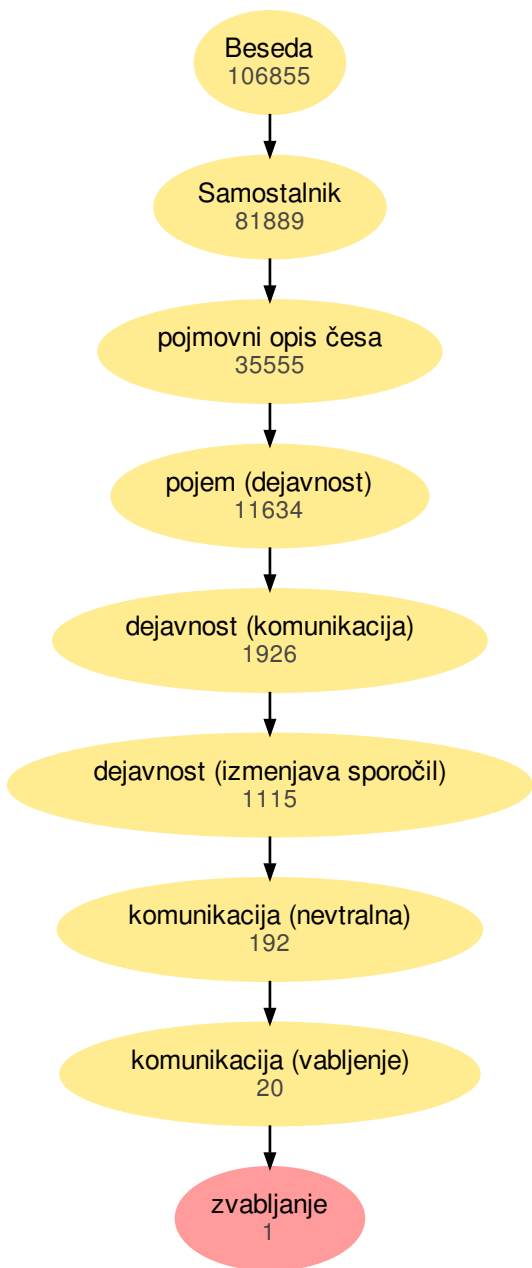 Beseda
106855
Samostalnik
81889
pojmovni opis česa
35555
pojem (dejavnost)
11634
dejavnost (komunikacija)
1926
dejavnost (izmenjava sporočil)
1115
komunikacija (nevtralna)
192
komunikacija (vabljenje)
20
zvabljanje
1